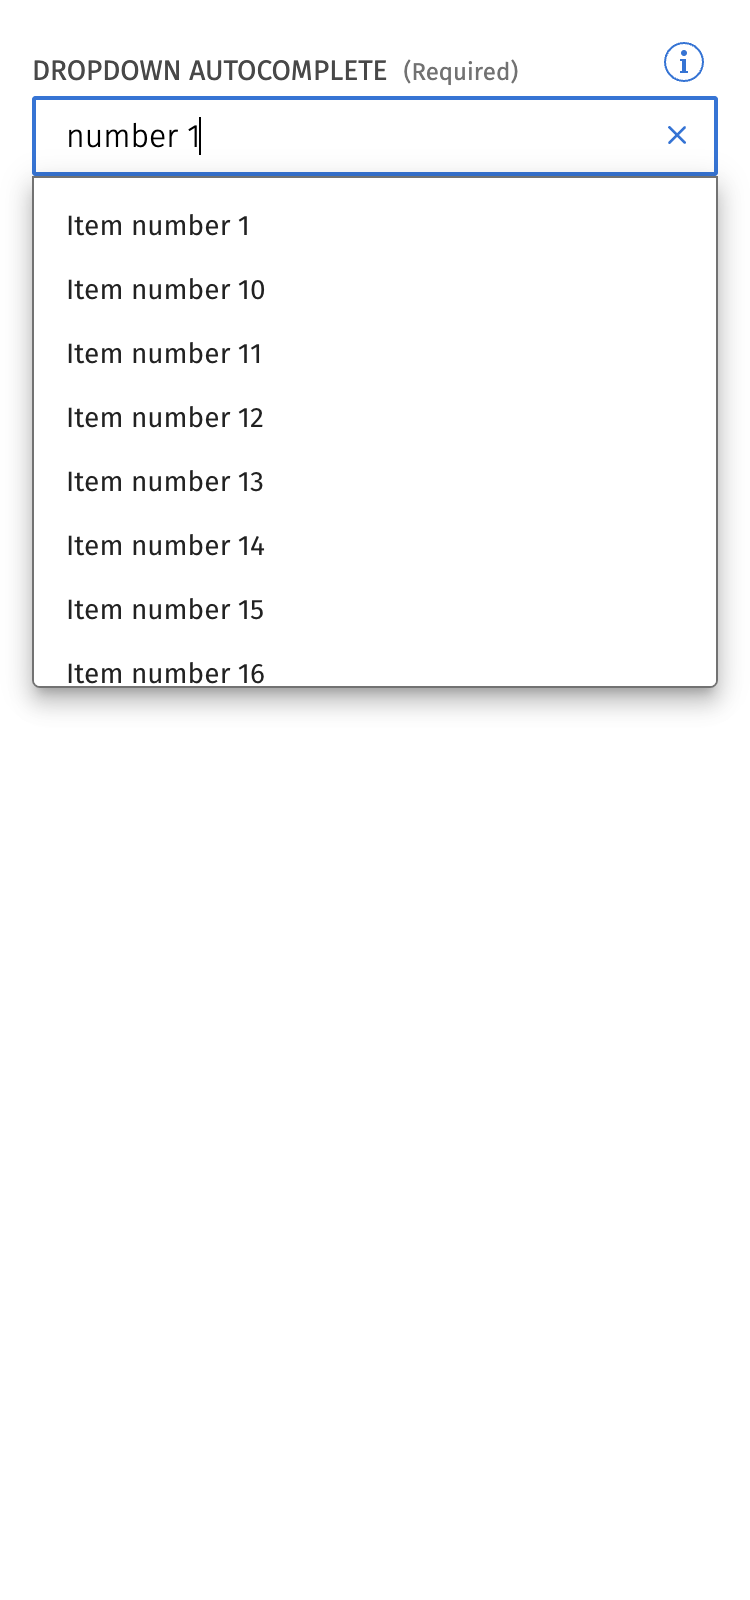 DROPDOWN AUTOCOMPLETE (Required)
number 1
Item number 1
Item number 10
Item number 11
Item number 12
Item number 13
Item number 14
Item number 15
Item number 16